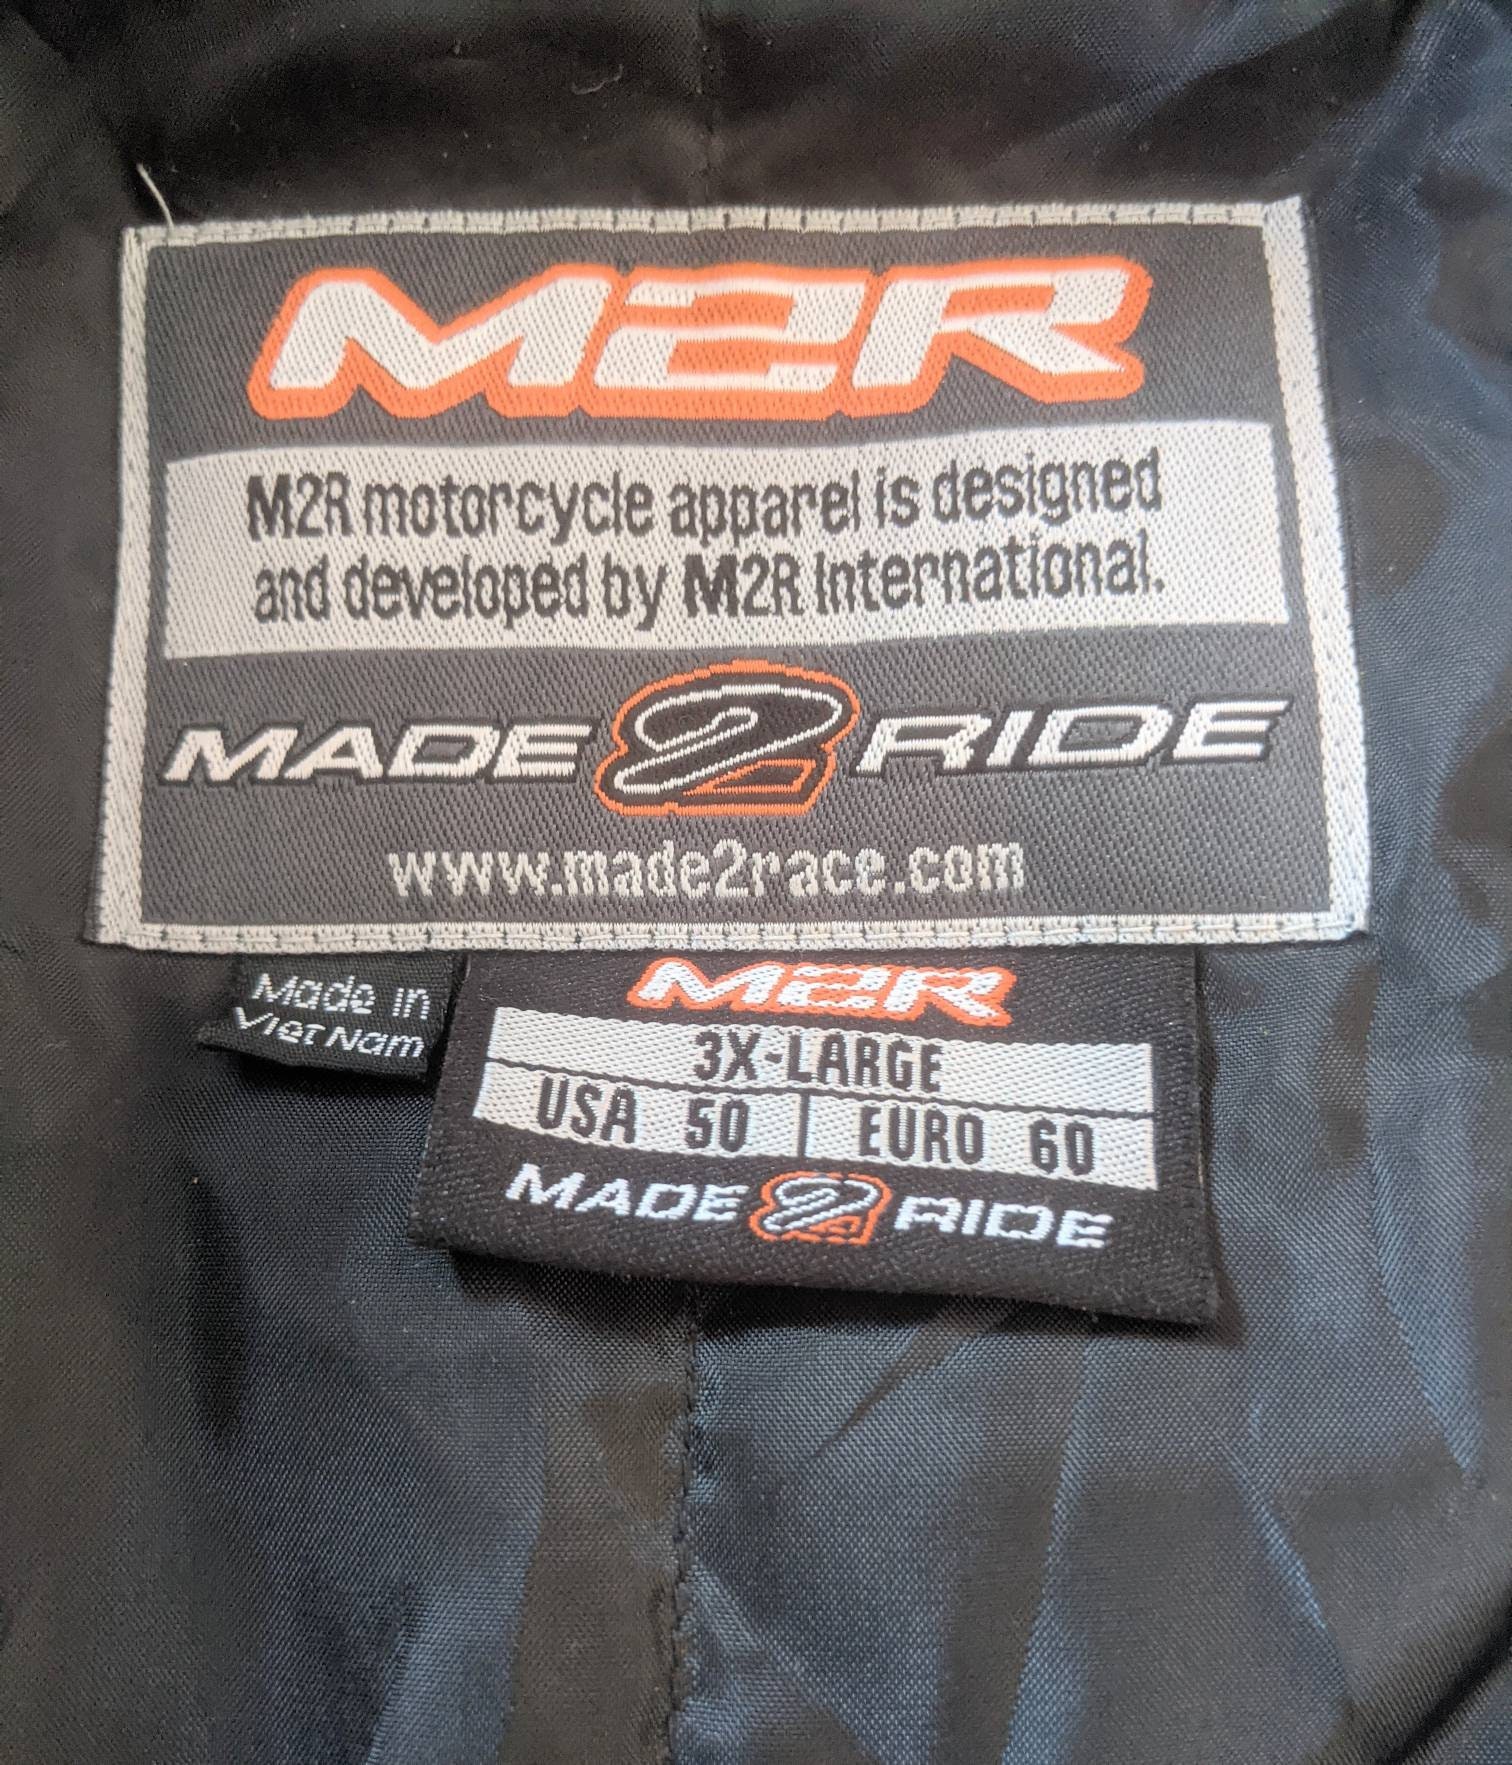 M2R
M2R motorcycle apparel is designed
and developed by M2R International.
MADE 2 RIDE
www.made2race.com
Made in
Viet Nam
M2R
3X-LARGE
USA 50 | EURO 60
MADE 2 RIDE